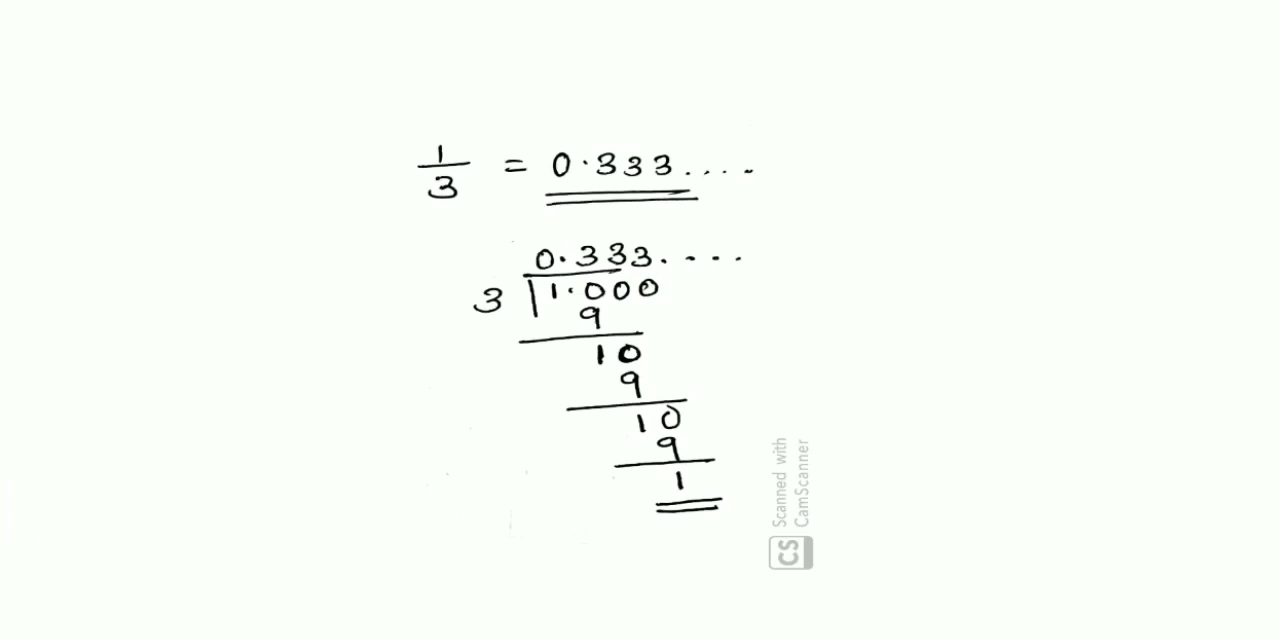 1/3 = 0.333....
0.333....
3 1.000
9
10
9
10
9
1
Scanned with
CamScanner
CS